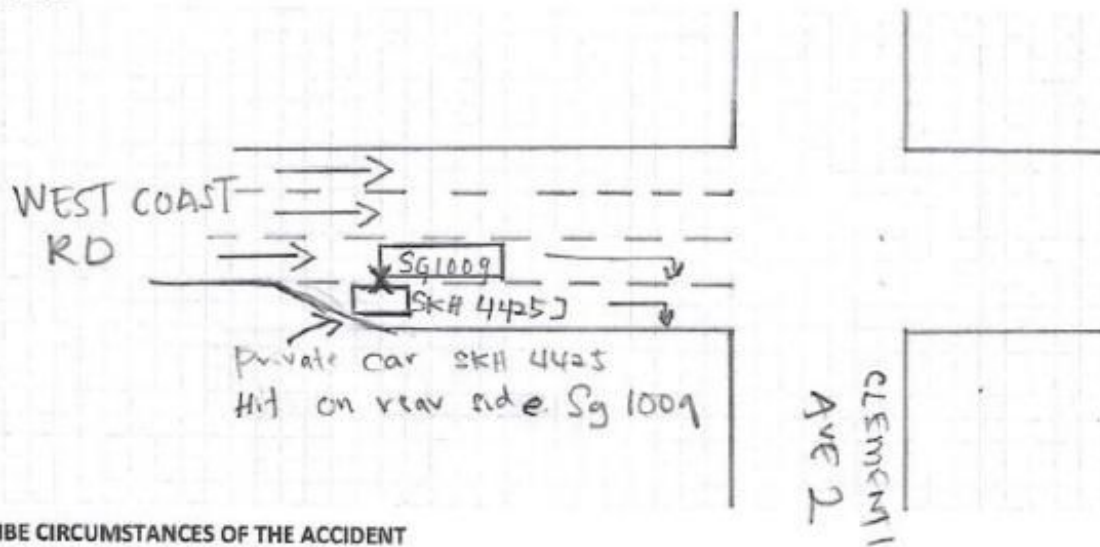 WEST COAST
RD
SG1009
SKH 4425J
Private car SKH 4425
Hit on rear side Sg 1009
CLEMENTI
AVE 2
IBE CIRCUMSTANCES OF THE ACCIDENT